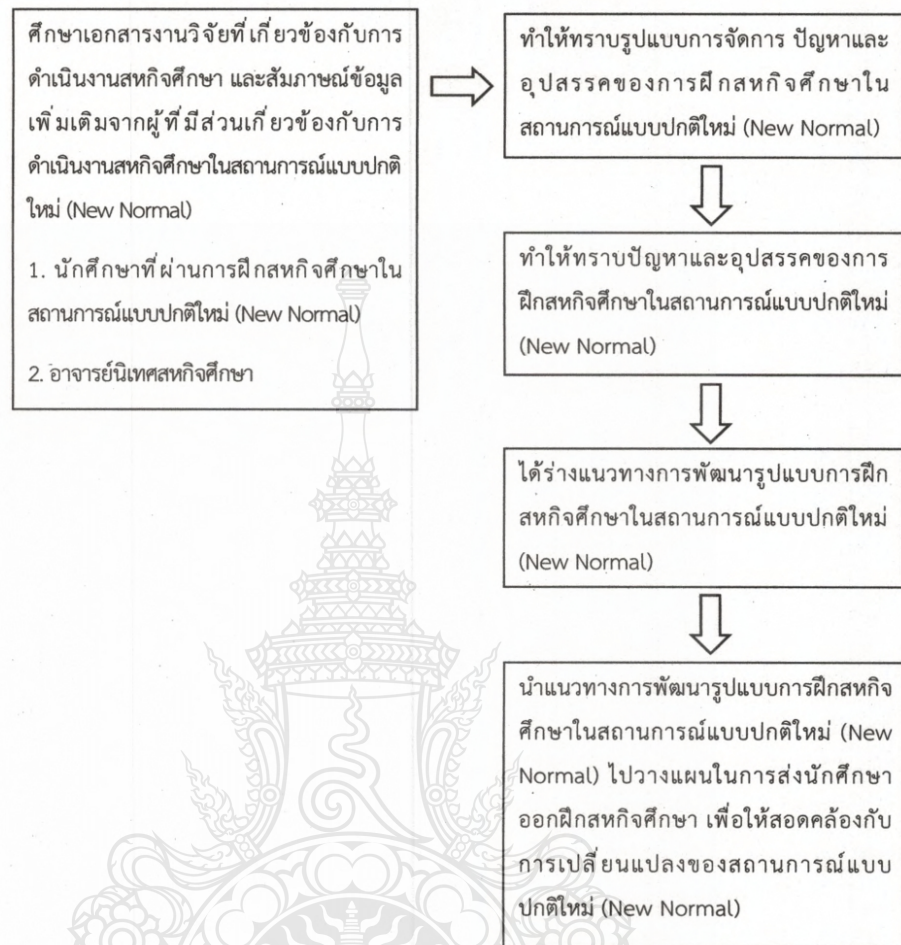 ศึกษาเอกสารงานวิจัยที่เกี่ยวข้องกับการ
ดำเนินงานสหกิจศึกษา และสัมภาษณ์ข้อมูล
เพิ่มเติมจากผู้ที่มีส่วนเกี่ยวข้องกับการ
ดำเนินงานสหกิจศึกษาในสถานการณ์แบบปกติ
ใหม่ (New Normal)
1. นักศึกษาที่ผ่านการฝึกสหกิจศึกษาใน
สถานการณ์แบบปกติใหม่ (New Normal)
2. อาจารย์นิเทศสหกิจศึกษา
ทำให้ทราบรูปแบบการจัดการ ปัญหาและ
อุปสรรคของการฝึกสหกิจศึกษาใน
สถานการณ์แบบปกติใหม่ (New Normal)
ทำให้ทราบปัญหาและอุปสรรคของการ
ฝึกสหกิจศึกษาในสถานการณ์แบบปกติใหม่
(New Normal)
ได้ร่างแนวทางการพัฒนารูปแบบการฝึก
สหกิจศึกษาในสถานการณ์แบบปกติใหม่
(New Normal)
นำแนวทางการพัฒนารูปแบบการฝึกสหกิจ
ศึกษาในสถานการณ์แบบปกติใหม่ (New
Normal) ไปวางแผนในการส่งนักศึกษา
ออกฝึกสหกิจศึกษา เพื่อให้สอดคล้องกับ
การเปลี่ยนแปลงของสถานการณ์แบบ
ปกติใหม่ (New Normal)